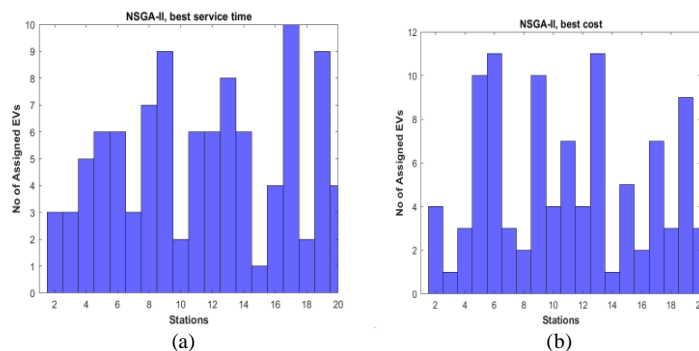 NSGA-II, best service time
10
9
8
7
6
5
4
3
2
1
0
No of Assigned EVs
2 4 6 8 10 12 14 16 18 20
Stations
(a)
NSGA-II, best cost
12
10
8
6
4
2
0
No of Assigned EVs
2 4 6 8 10 12 14 16 18
Stations
(b)